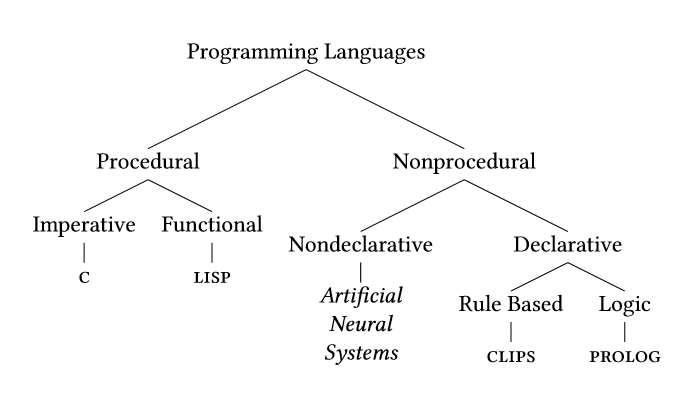 Programming Languages
Procedural
Nonprocedural
Imperative
Functional
Nondeclarative
Declarative
C
LISP
Artificial
Neural
Systems
Rule Based
Logic
CLIPS
PROLOG